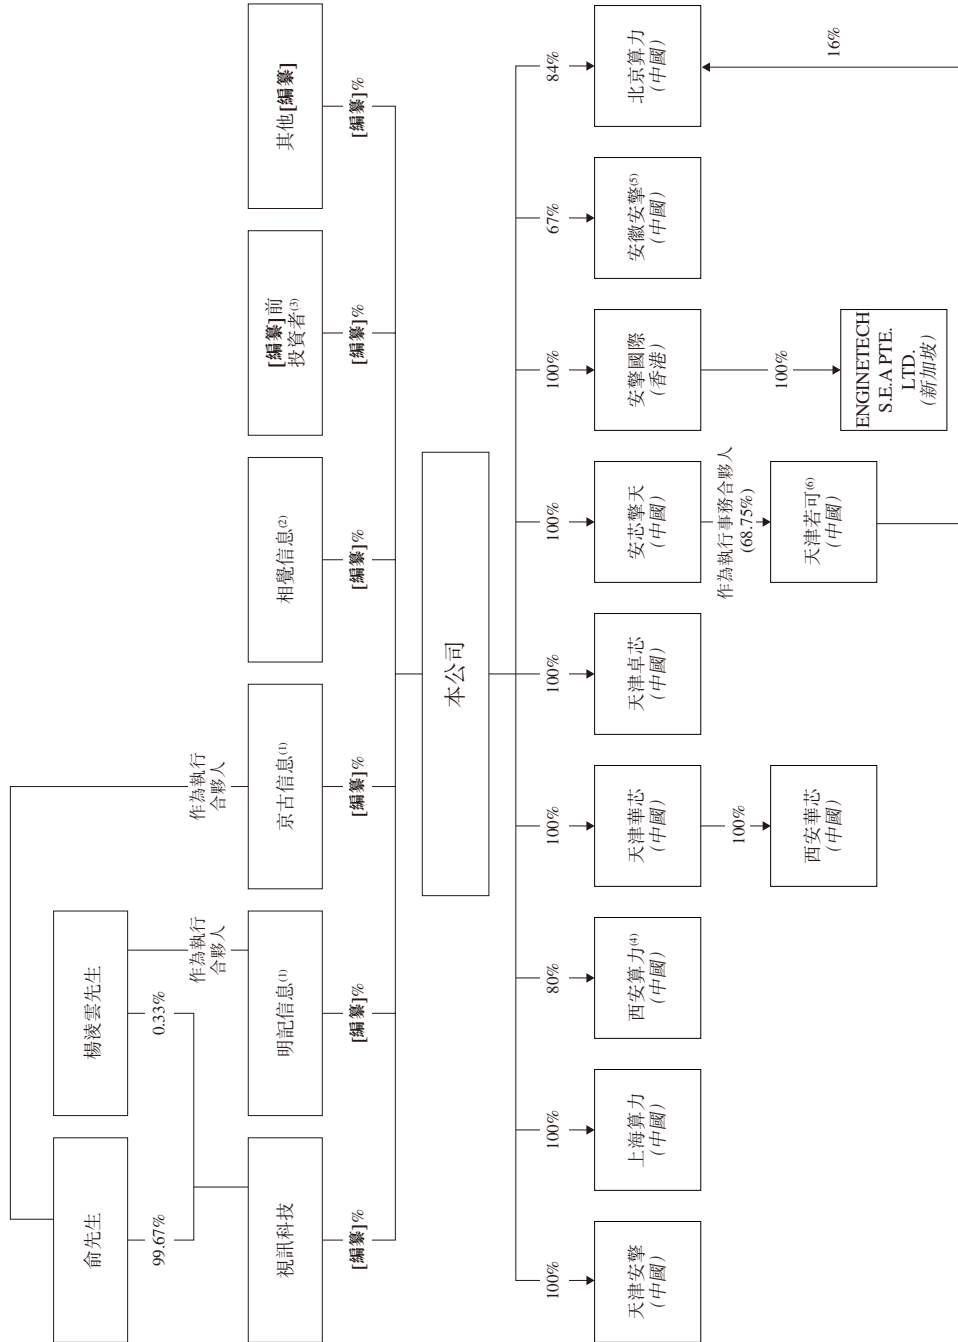 俞先生
楊淩雲先生
99.67%
0.33%
作為執行
合夥人
作為執行
合夥人
視訊科技
明記信息(1)
京古信息(1)
相覺信息(2)
[編纂]前
投資者(3)
其他[編纂]
[編纂]%
[編纂]%
[編纂]%
[編纂]%
[編纂]%
[編纂]%
本公司
100%
100%
80%
100%
100%
100%
100%
67%
84%
天津安擎
(中國)
上海算力
(中國)
西安算力(4)
(中國)
天津華芯
(中國)
天津卓芯
(中國)
安芯擎天
(中國)
安擎國際
(香港)
安徽安擎(5)
(中國)
北京算力
(中國)
100%
作為執行事務合夥人
(68.75%)
100%
16%
西安華芯
(中國)
天津若可(6)
(中國)
ENGINETECH
S.E.A PTE.
LTD.
(新加坡)